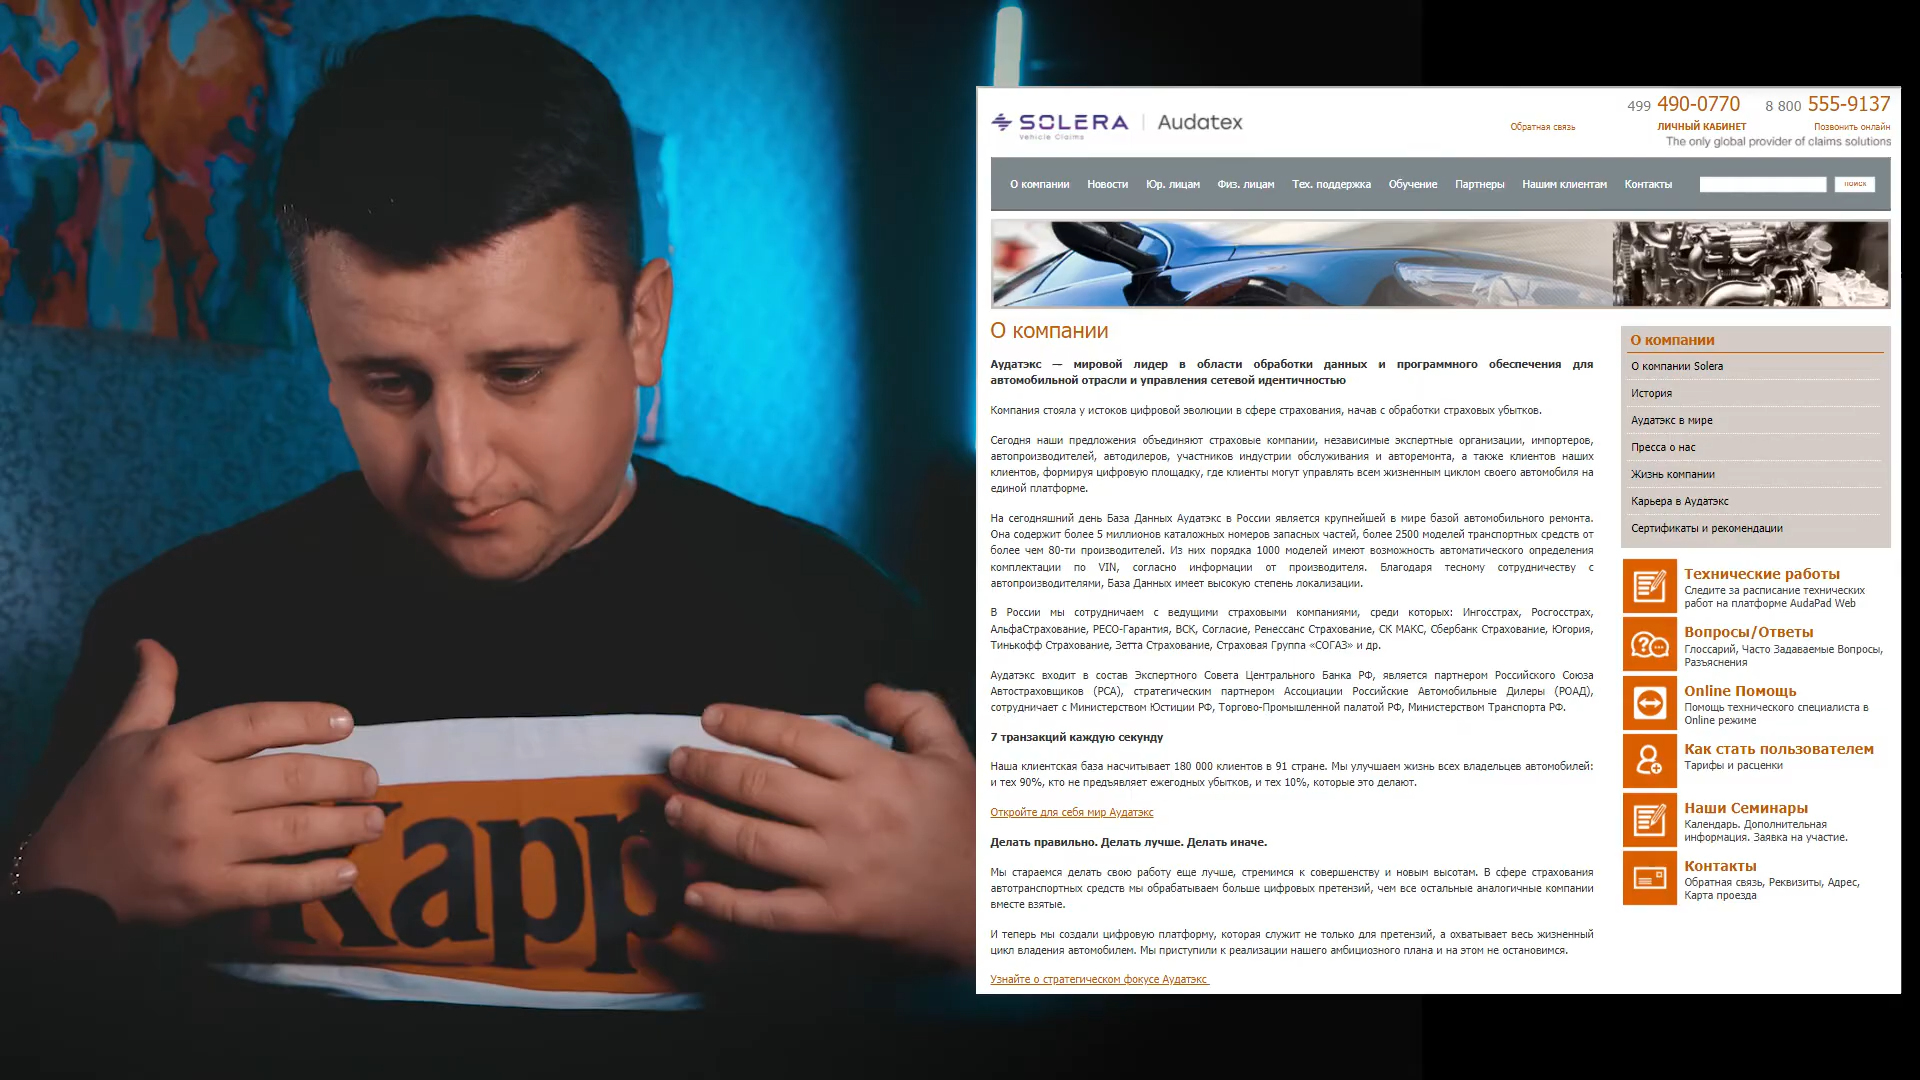 Kapp
SOLERA | Audatex
Vehicle Claims
499 490-0770 8 800 555-9137
Обратная связь ЛИЧНЫЙ КАБИНЕТ Позвонить онлайн
The only global provider of claims solutions
О компании Новости Юр. лицам Физ. лицам Тех. поддержка Обучение Партнеры Нашим клиентам Контакты ПОИСК
О компании
Аудатэкс — мировой лидер в области обработки данных и программного обеспечения для
автомобильной отрасли и управления сетевой идентичностью
Компания стояла у истоков цифровой эволюции в сфере страхования, начав с обработки страховых убытков.
Сегодня наши предложения объединяют страховые компании, независимые экспертные организации, импортеров,
автопроизводителей, автодилеров, участников индустрии обслуживания и авторемонта, а также клиентов наших
клиентов, формируя цифровую площадку, где клиенты могут управлять всем жизненным циклом своего автомобиля на
единой платформе.
На сегодняшний день База Данных Аудатэкс в России является крупнейшей в мире базой автомобильного ремонта.
Она содержит более 5 миллионов каталожных номеров запасных частей, более 2500 моделей транспортных средств от
более чем 80-ти производителей. Из них порядка 1000 моделей имеют возможность автоматического определения
комплектации по VIN, согласно информации от производителя. Благодаря тесному сотрудничеству с
автопроизводителями, База Данных имеет высокую степень локализации.
В России мы сотрудничаем с ведущими страховыми компаниями, среди которых: Ингосстрах, Росгосстрах,
АльфаСтрахование, РЕСО-Гарантия, ВСК, Согласие, Ренессанс Страхование, СК МАКС, Сбербанк Страхование, Югория,
Тинькофф Страхование, Зетта Страхование, Страховая Группа «СОГАЗ» и др.
Аудатэкс входит в состав Экспертного Совета Центрального Банка РФ, является партнером Российского Союза
Автостраховщиков (РСА), стратегическим партнером Ассоциации Российские Автомобильные Дилеры (РОАД),
сотрудничает с Министерством Юстиции РФ, Торгово-Промышленной палатой РФ, Министерством Транспорта РФ.
7 транзакций каждую секунду
Наша клиентская база насчитывает 180 000 клиентов в 91 стране. Мы улучшаем жизнь всех владельцев автомобилей:
и тех 90%, кто не предъявляет ежегодных убытков, и тех 10%, которые это делают.
Откройте для себя мир Аудатэкс
Делать правильно. Делать лучше. Делать иначе.
Мы стараемся делать свою работу еще лучше, стремимся к совершенству и новым высотам. В сфере страхования
автотранспортных средств мы обрабатываем больше цифровых претензий, чем все остальные аналогичные компании
вместе взятые.
И теперь мы создали цифровую платформу, которая служит не только для претензий, а охватывает весь жизненный
цикл владения автомобилем. Мы приступили к реализации нашего амбициозного плана и на этом не остановимся.
Узнайте о стратегическом фокусе Аудатэкс
О компании
О компании Solera
История
Аудатэкс в мире
Пресса о нас
Жизнь компании
Карьера в Аудатэкс
Сертификаты и рекомендации
Технические работы
Следите за расписание технических
работ на платформе AudaPad Web
Вопросы/Ответы
Глоссарий, Часто Задаваемые Вопросы,
Разъяснения
Online Помощь
Помощь технического специалиста в
Online режиме
Как стать пользователем
Тарифы и расценки
Наши Семинары
Календарь. Дополнительная
информация. Заявка на участие.
Контакты
Обратная связь, Реквизиты, Адрес,
Карта проезда